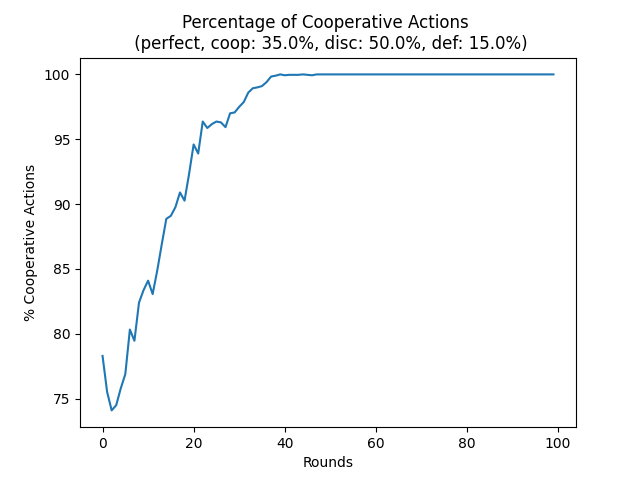 Percentage of Cooperative Actions
(perfect, coop: 35.0%, disc: 50.0%, def: 15.0%)
% Cooperative Actions
100
95
90
85
80
75
0 20 40 60 80 100
Rounds